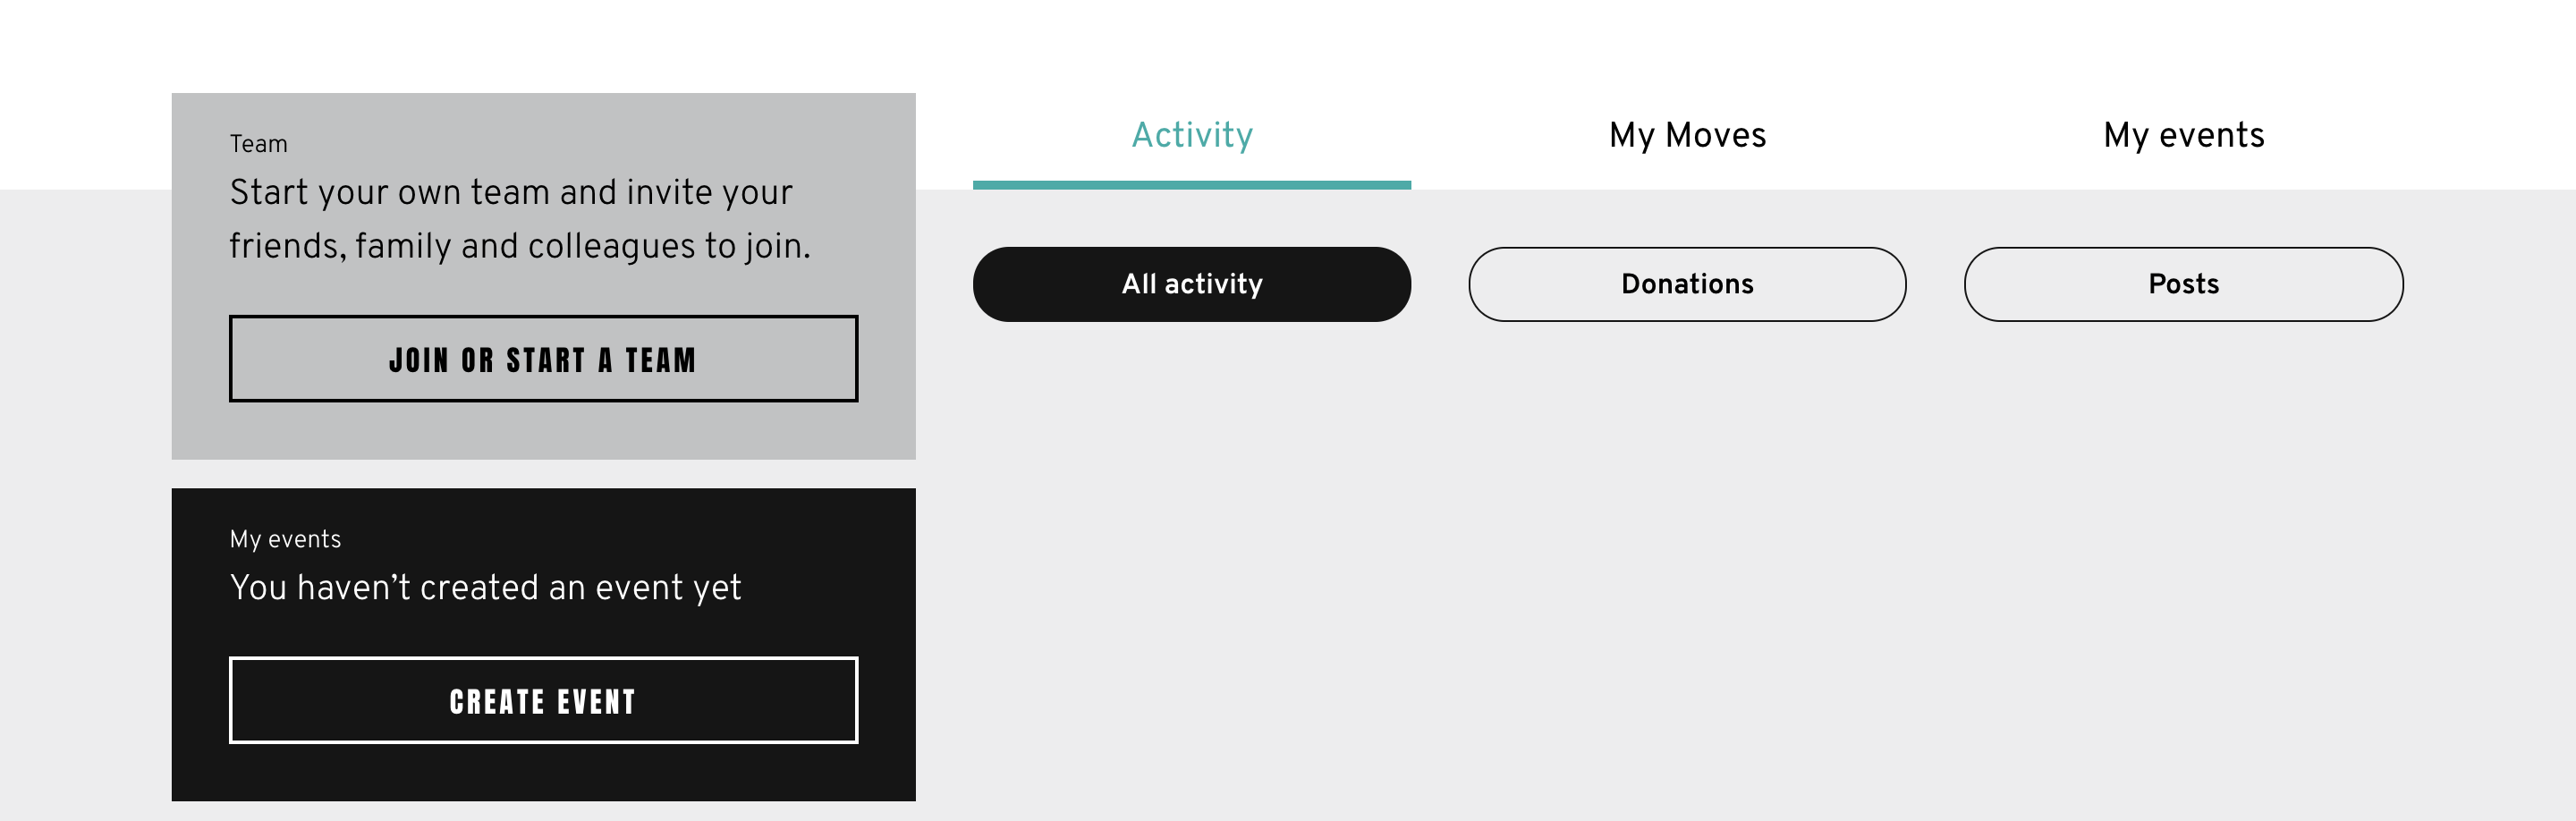 Team
Start your own team and invite your
friends, family and colleagues to join.
JOIN OR START A TEAM
My events
You haven’t created an event yet
CREATE EVENT
Activity
My Moves
My events
All activity
Donations
Posts